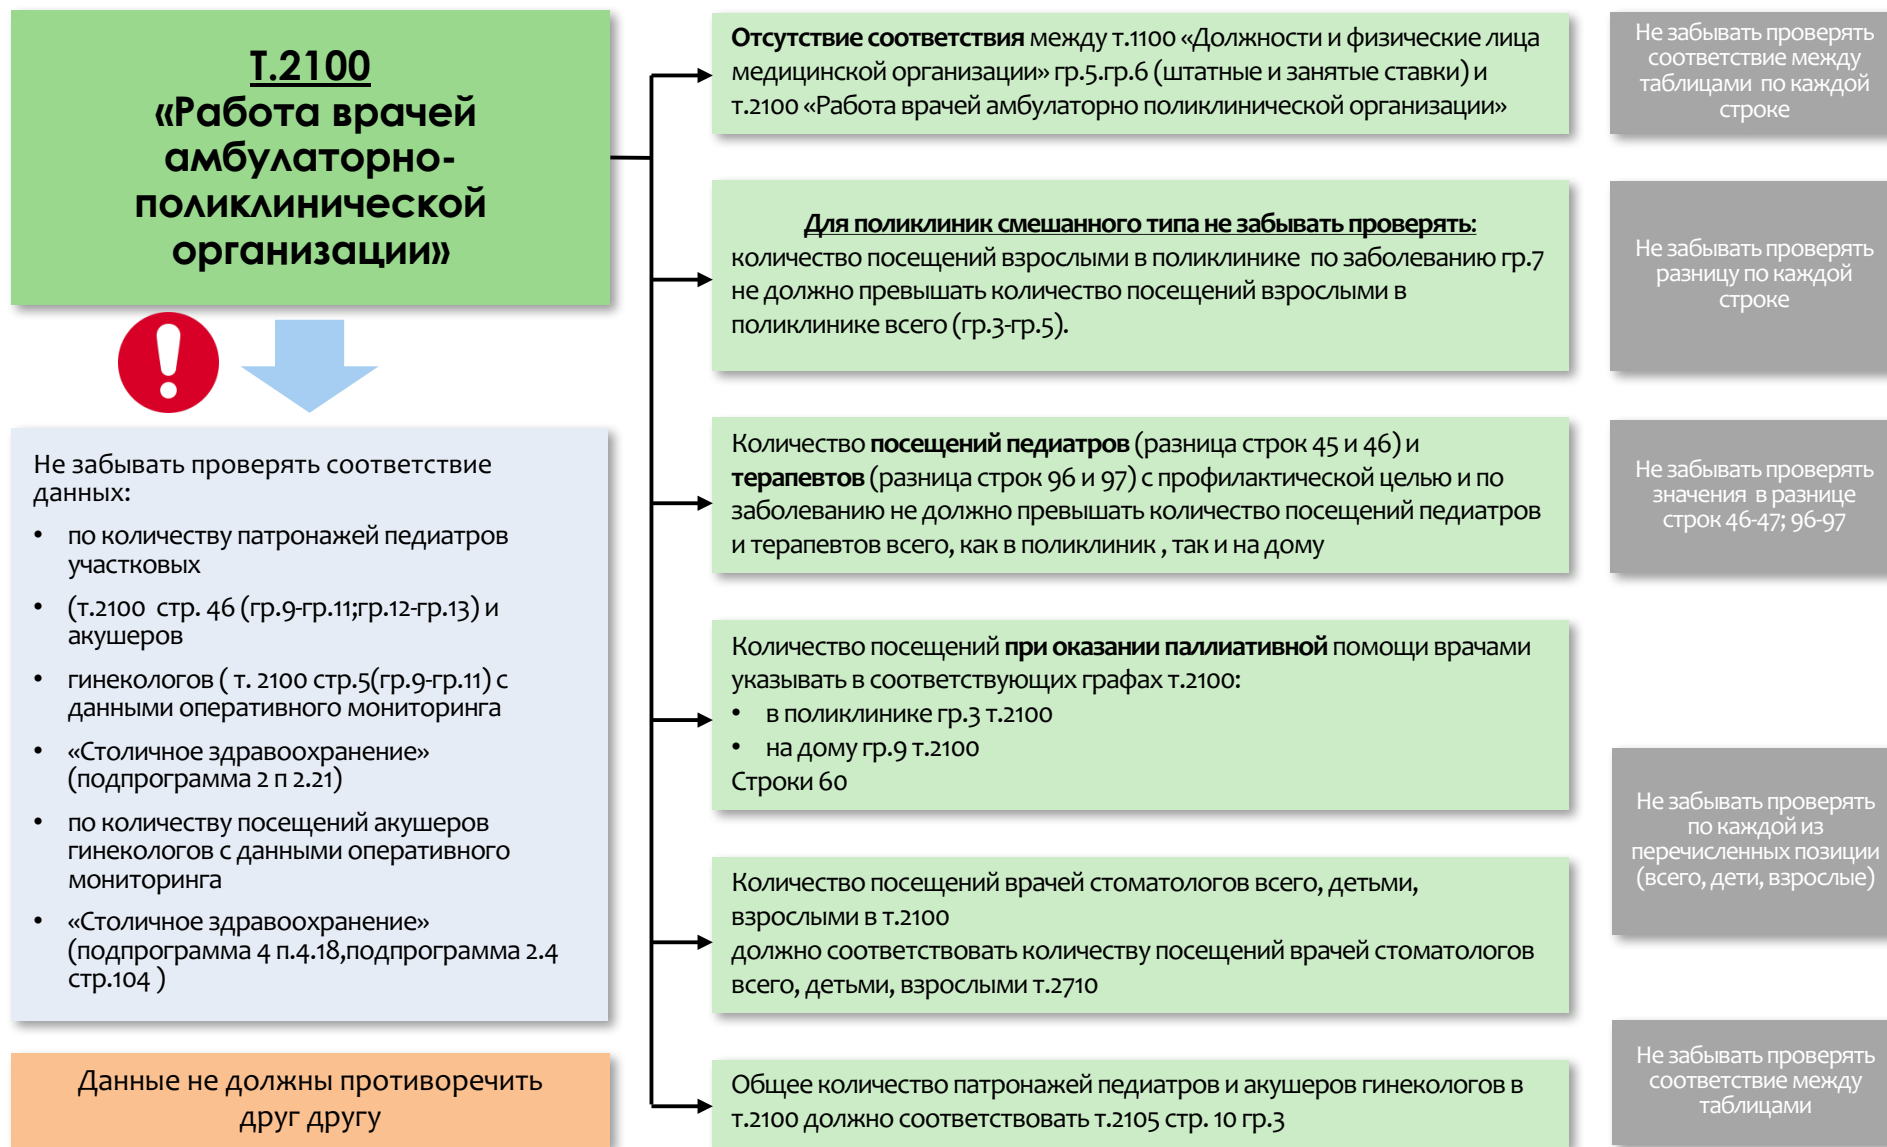 Т.2100
«Работа врачей
амбулаторно-
поликлинической
организации»
Не забывать проверять соответствие
данных:
• по количеству патронажей педиатров
участковых
• (т.2100 стр. 46 (гр.9-гр.11;гр.12-гр.13) и
акушеров
• гинекологов ( т. 2100 стр.5(гр.9-гр.11) с
данными оперативного мониторинга
• «Столичное здравоохранение»
(подпрограмма 2 п 2.21)
• по количеству посещений акушеров
гинекологов с данными оперативного
мониторинга
• «Столичное здравоохранение»
(подпрограмма 4 п.4.18,подпрограмма 2.4
стр.104 )
Данные не должны противоречить
друг другу
Отсутствие соответствия между т.1100 «Должности и физические лица
медицинской организации» гр.5.гр.6 (штатные и занятые ставки) и
т.2100 «Работа врачей амбулаторно поликлинической организации»
Для поликлиник смешанного типа не забывать проверять:
количество посещений взрослыми в поликлинике по заболеванию гр.7
не должно превышать количество посещений взрослыми в
поликлинике всего (гр.3-гр.5).
Количество посещений педиатров (разница строк 45 и 46) и
терапевтов (разница строк 96 и 97) с профилактической целью и по
заболеванию не должно превышать количество посещений педиатров
и терапевтов всего, как в поликлиник , так и на дому
Количество посещений при оказании паллиативной помощи врачами
указывать в соответствующих графах т.2100:
• в поликлинике гр.3 т.2100
• на дому гр.9 т.2100
Строки 60
Количество посещений врачей стоматологов всего, детьми,
взрослыми в т.2100
должно соответствовать количеству посещений врачей стоматологов
всего, детьми, взрослыми т.2710
Общее количество патронажей педиатров и акушеров гинекологов в
т.2100 должно соответствовать т.2105 стр. 10 гр.3
Не забывать проверять
соответствие между
таблицами по каждой
строке
Не забывать проверять
разницу по каждой
строке
Не забывать проверять
значения в разнице
строк 46-47; 96-97
Не забывать проверять
по каждой из
перечисленных позиции
(всего, дети, взрослые)
Не забывать проверять
соответствие между
таблицами